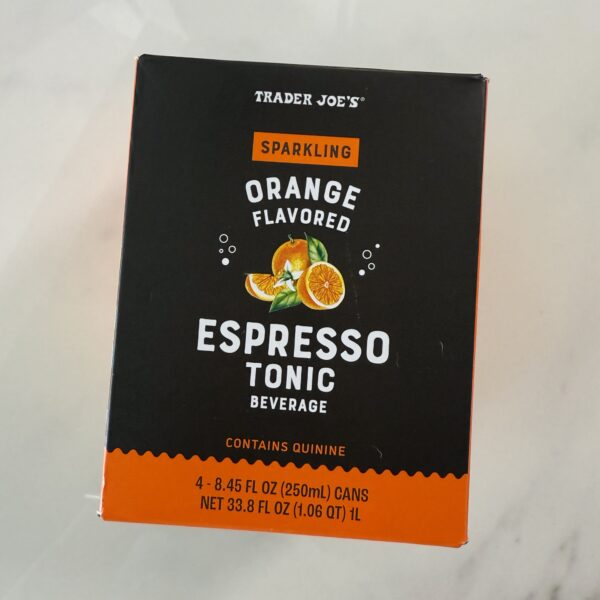 TRADER JOE'S®
SPARKLING
ORANGE
FLAVORED
ESPRESSO
TONIC
BEVERAGE
CONTAINS QUININE
4 - 8.45 FL OZ (250mL) CANS
NET 33.8 FL OZ (1.06 QT) 1L